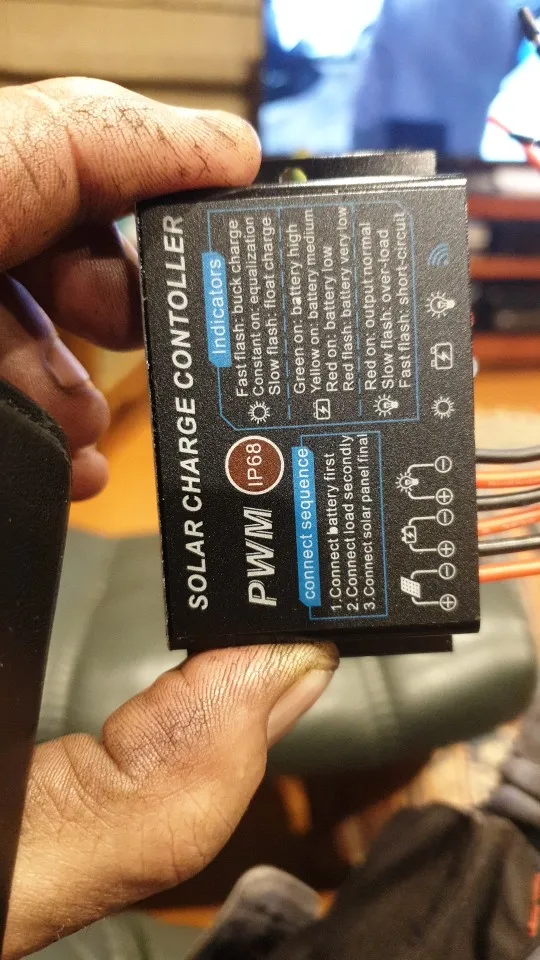 SOLAR CHARGE CONTOLLER
PWM IP68
connect sequence
1.Connect battery first
2.Connect load secondly
3.Connect solar panel final
Indicators
Fast flash: buck charge
Constant on: equalization
Slow flash: float charge
Green on: battery high
Yellow on: battery medium
Red on: battery low
Red flash: battery very low
Red on: output normal
Slow flash: over-load
Fast flash: short-circuit